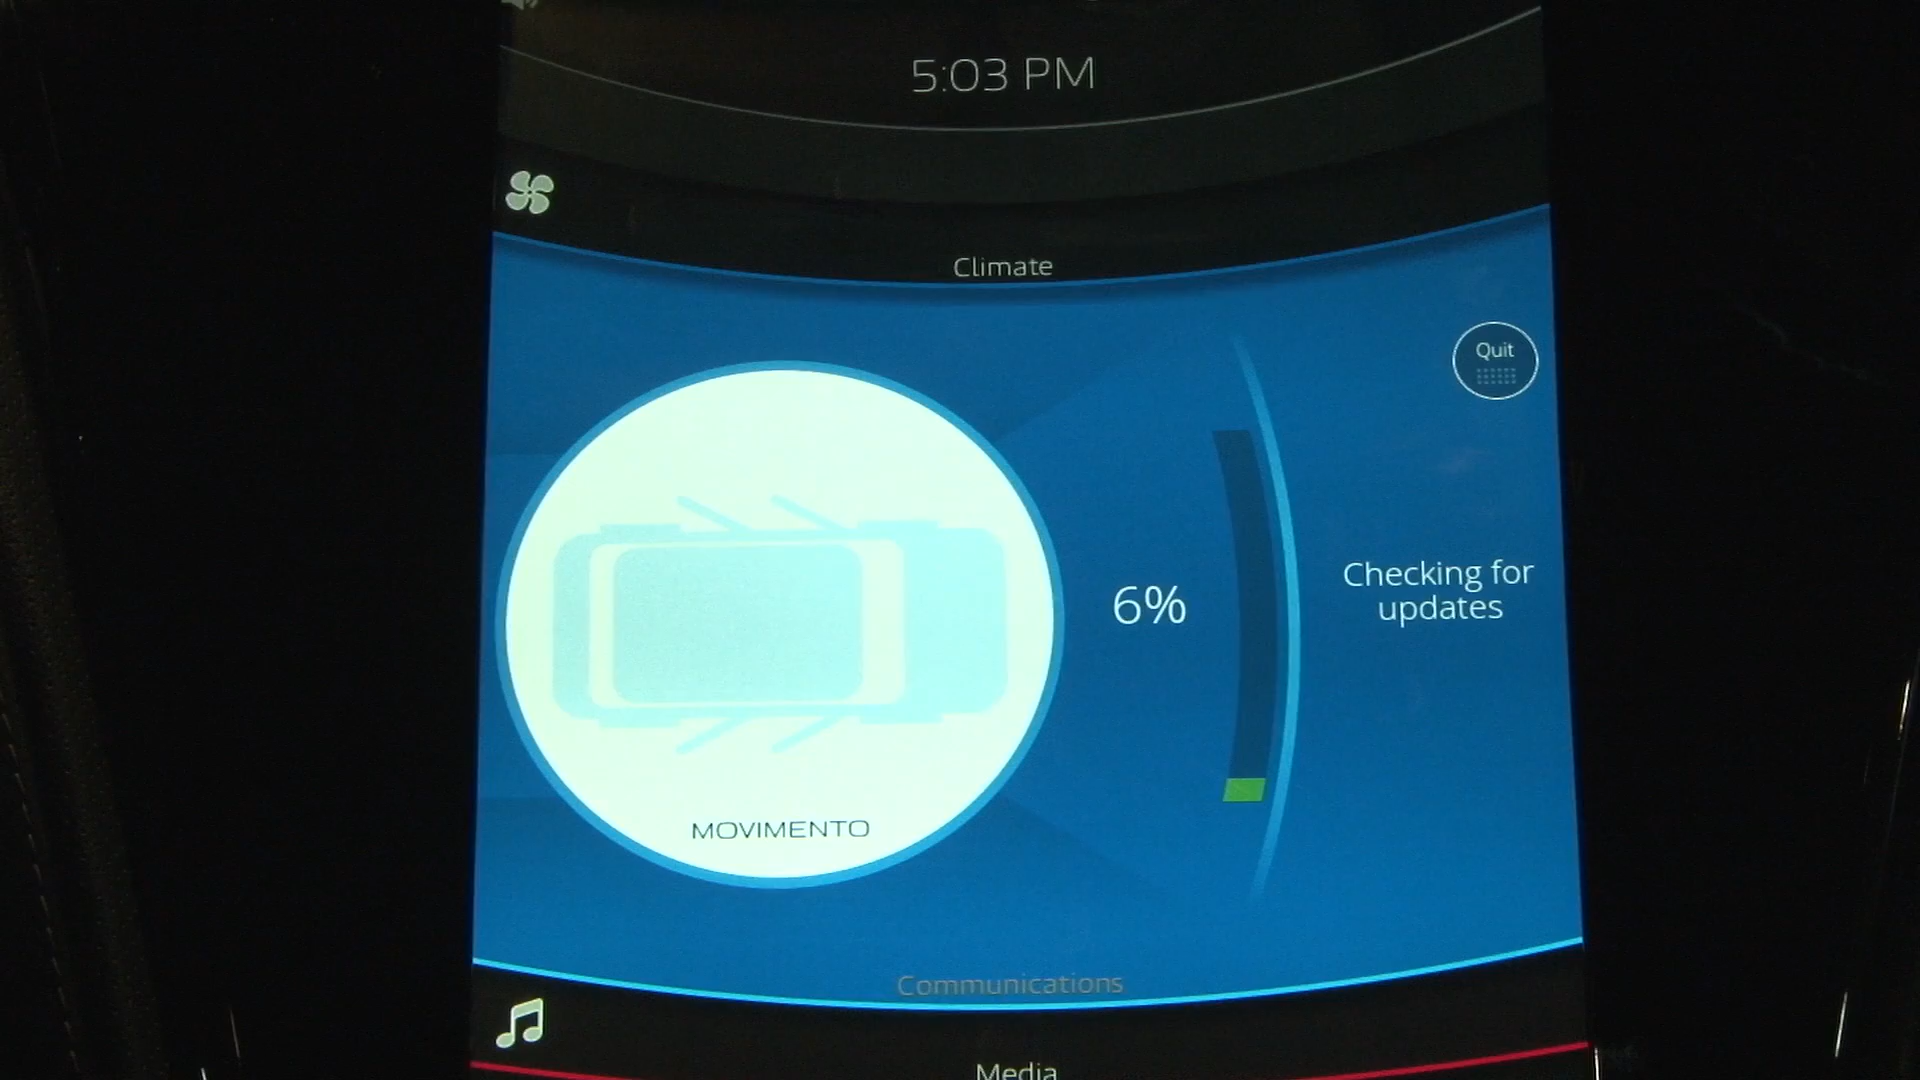 5:03 PM
Climate
Quit
Checking for
updates
6%
MOVIMENTO
Communications
Media